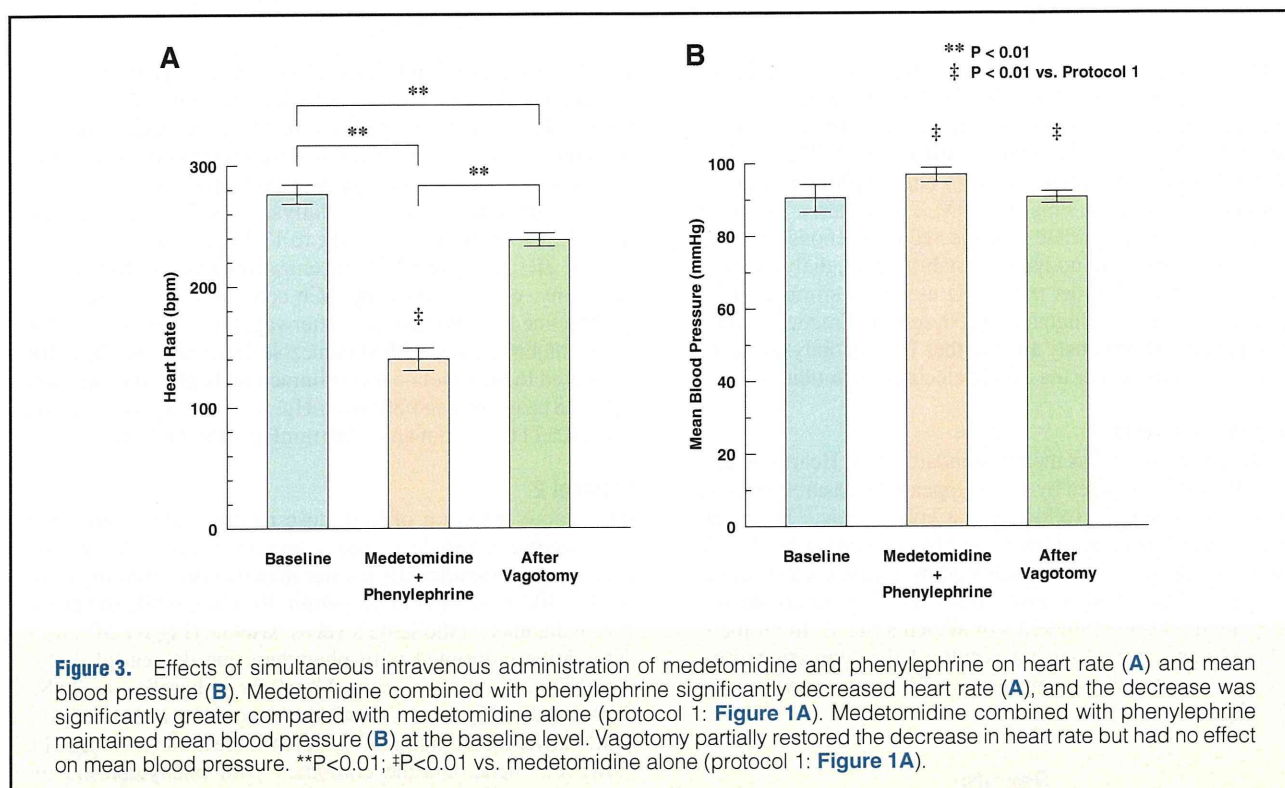 A
B
** P < 0.01
‡ P < 0.01 vs. Protocol 1
**
**
**
‡
‡
‡
300
200
100
0
Heart Rate (bpm)
Baseline
Medetomidine
+
Phenylephrine
After
Vagotomy
100
80
60
40
20
0
Mean Blood Pressure (mmHg)
Baseline
Medetomidine
+
Phenylephrine
After
Vagotomy
Figure 3. Effects of simultaneous intravenous administration of medetomidine and phenylephrine on heart rate (A) and mean
blood pressure (B). Medetomidine combined with phenylephrine significantly decreased heart rate (A), and the decrease was
significantly greater compared with medetomidine alone (protocol 1: Figure 1A). Medetomidine combined with phenylephrine
maintained mean blood pressure (B) at the baseline level. Vagotomy partially restored the decrease in heart rate but had no effect
on mean blood pressure. **P<0.01; ‡P<0.01 vs. medetomidine alone (protocol 1: Figure 1A).